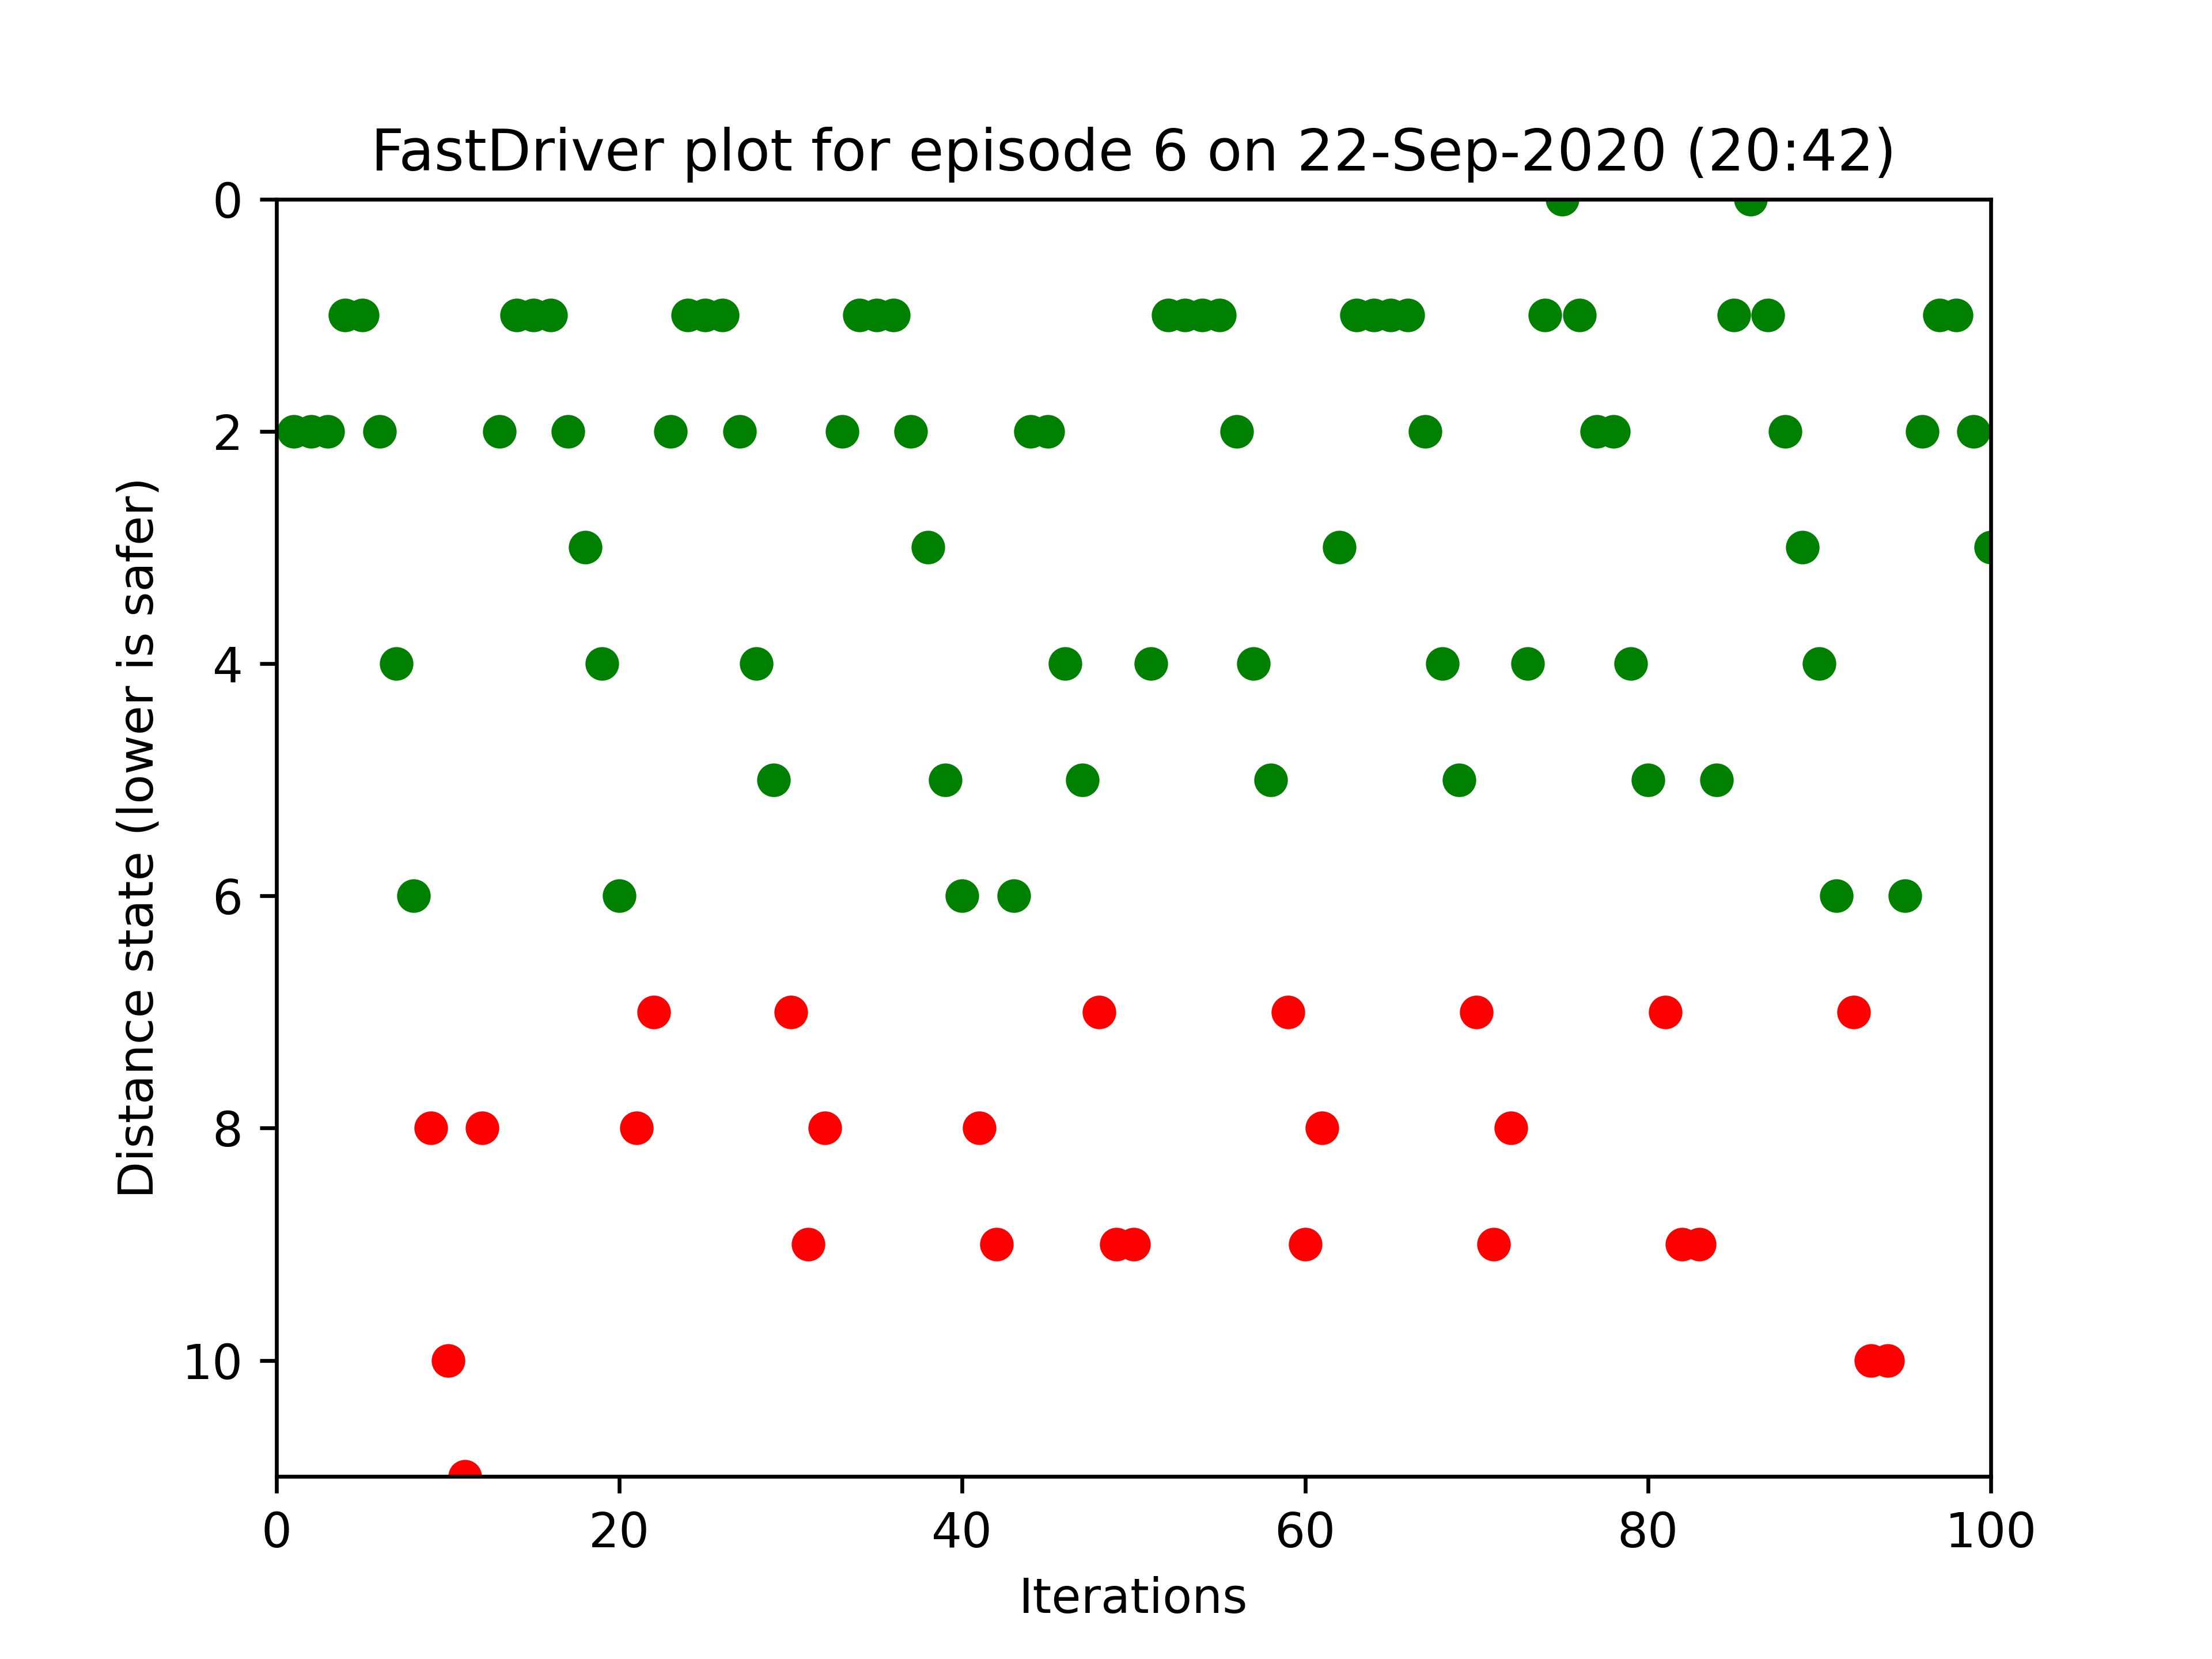 FastDriver plot for episode 6 on 22-Sep-2020 (20:42)
0
2
4
6
8
10
Distance state (lower is safer)
0 20 40 60 80 100
Iterations